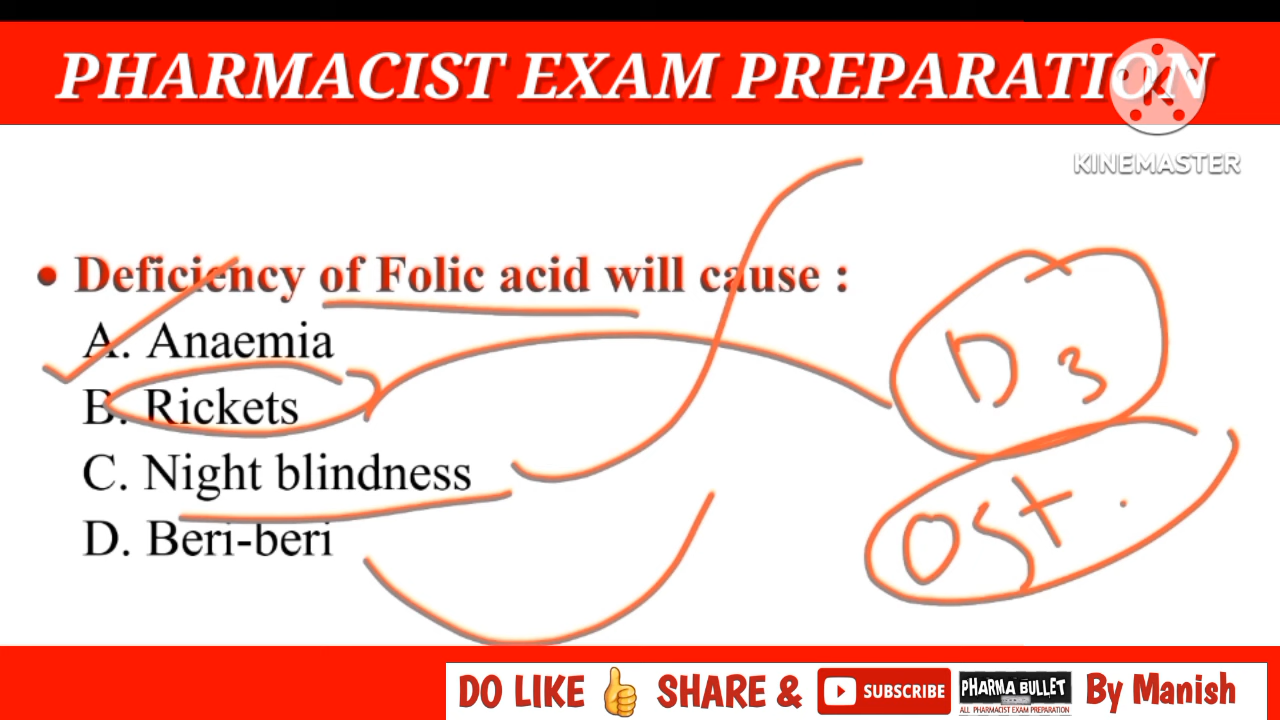 PHARMACIST EXAM PREPARATION
KINEMASTER
• Deficiency of Folic acid will cause :
A. Anaemia
B. Rickets
C. Night blindness
D. Beri-beri
D3
Ost.
DO LIKE 👍 SHARE & SUBSCRIBE PHARMA BULLET By Manish
ALL PHARMACIST EXAM PREPARATION